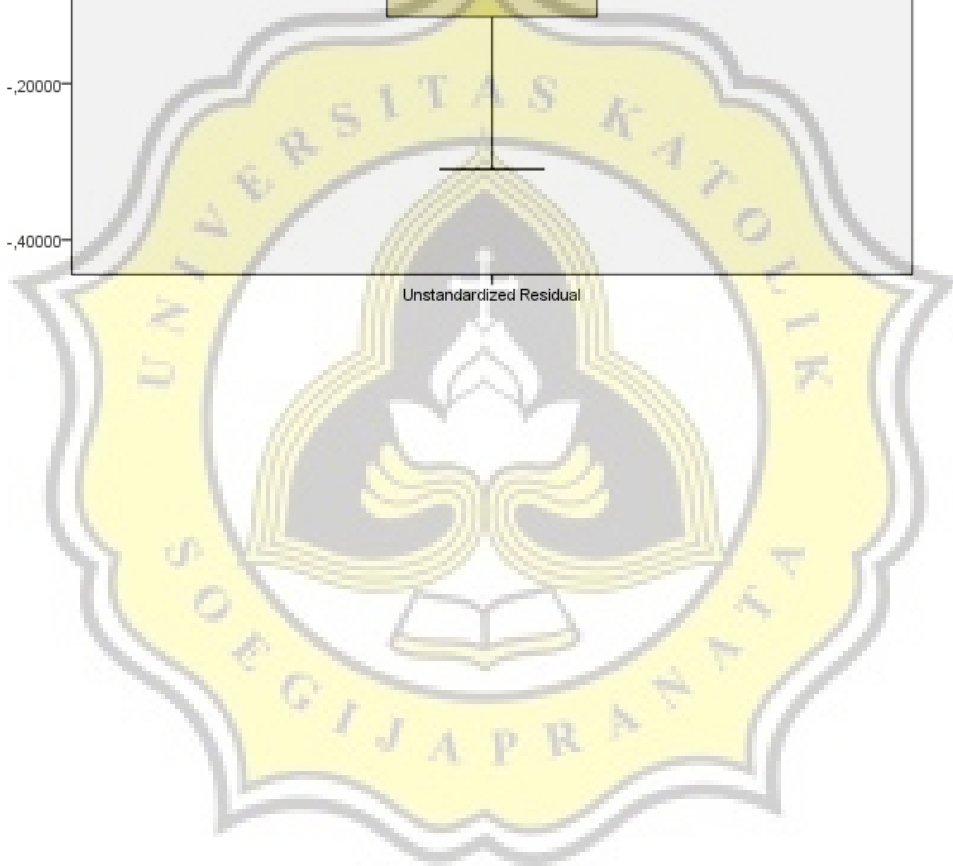 -,20000
-,40000
Unstandardized Residual
UNIVERSITAS KATOLIK
SOEGIJAPRANATA